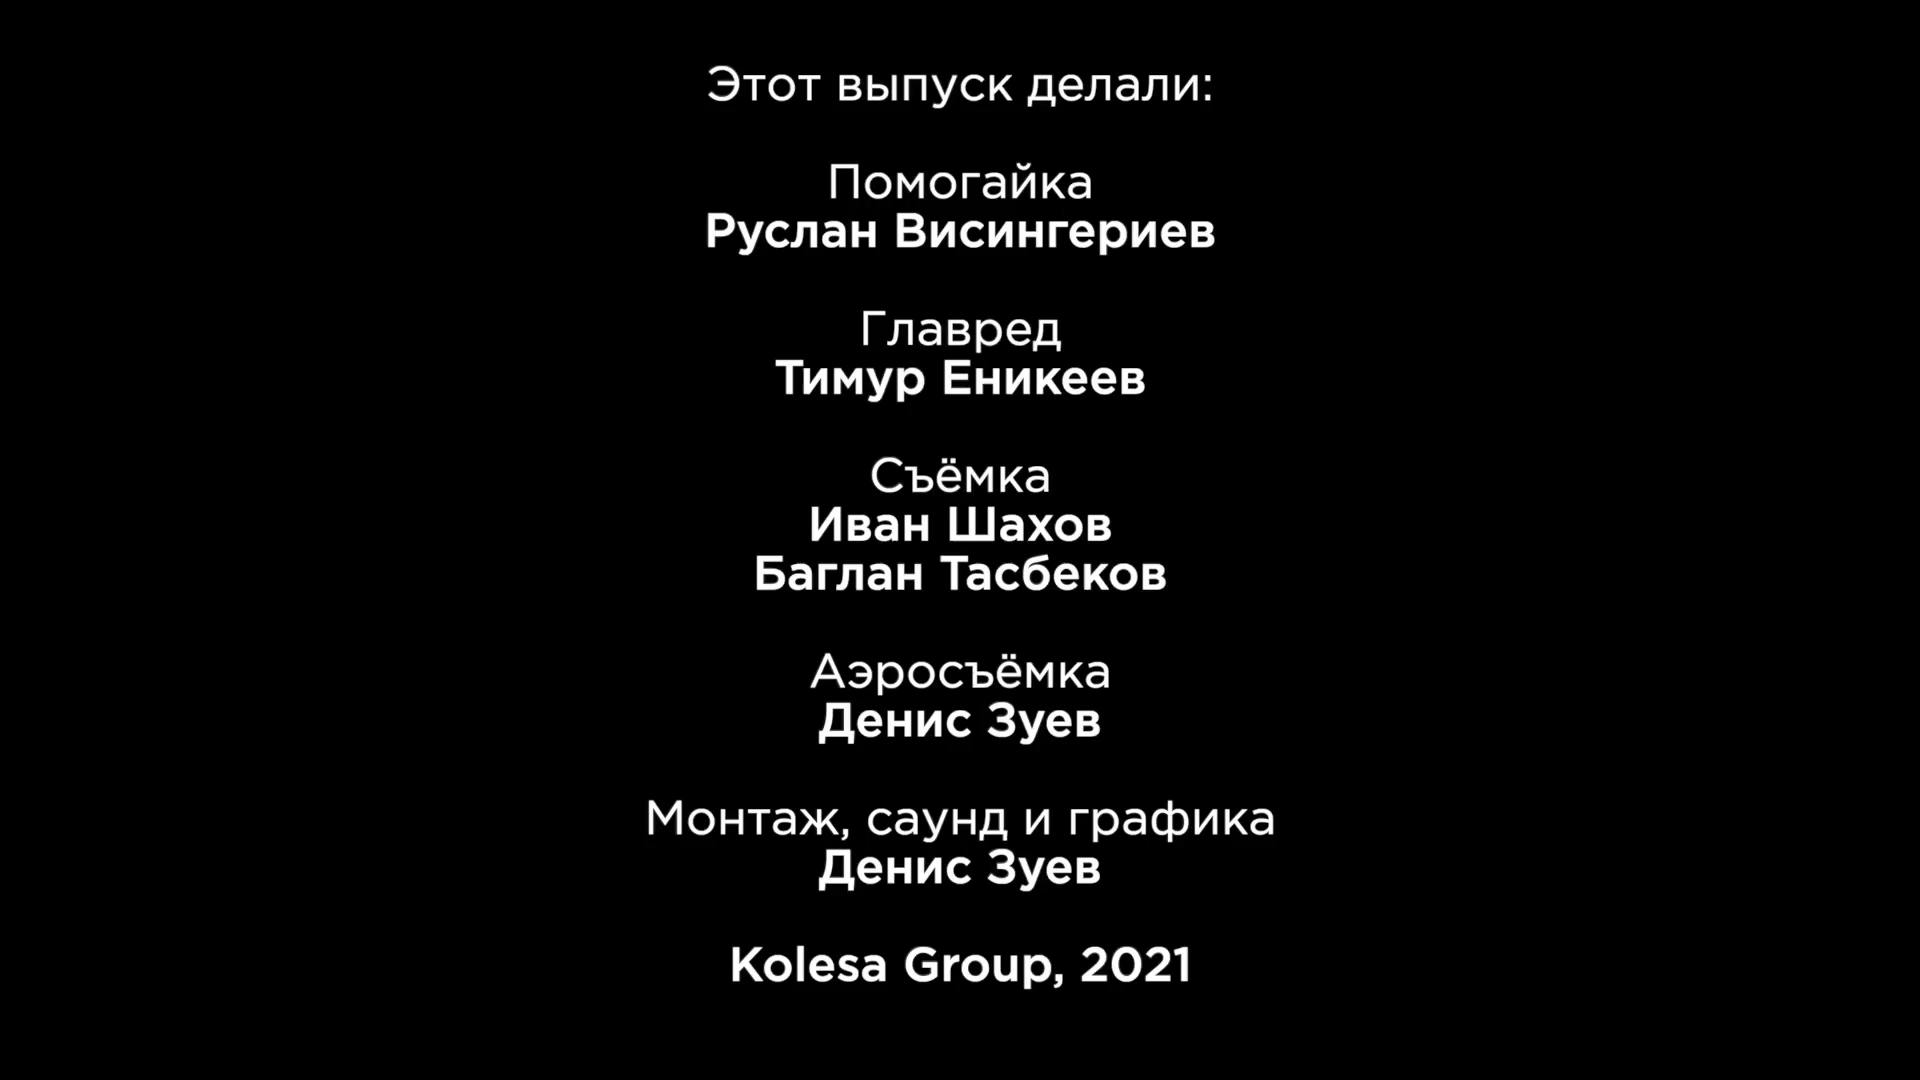 Этот выпуск делали:
Помогайка
Руслан Висингериев
Главред
Тимур Еникеев
Съёмка
Иван Шахов
Баглан Тасбеков
Аэросъёмка
Денис Зуев
Монтаж, саунд и графика
Денис Зуев
Kolesa Group, 2021